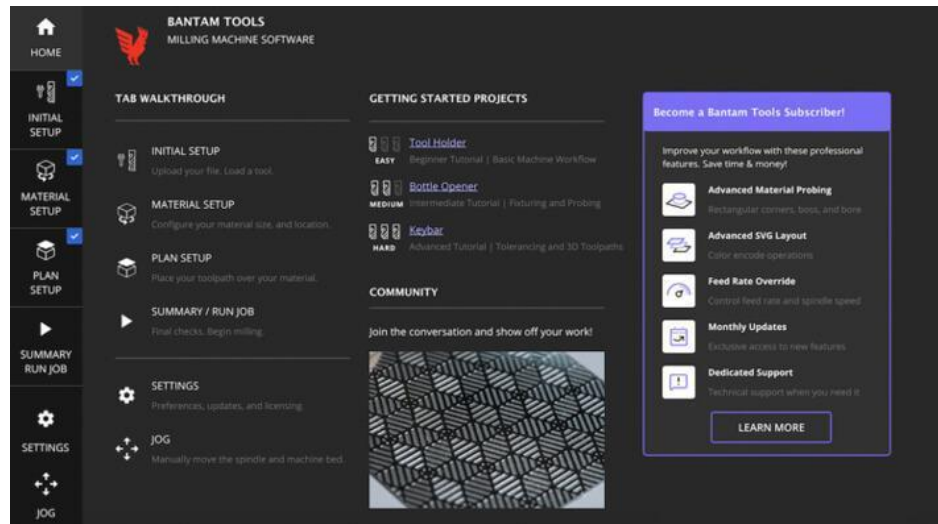 HOME
INITIAL
SETUP
MATERIAL
SETUP
PLAN
SETUP
SUMMARY
RUN JOB
SETTINGS
JOG
BANTAM TOOLS
MILLING MACHINE SOFTWARE
TAB WALKTHROUGH
INITIAL SETUP
Upload your file. Load a tool.
MATERIAL SETUP
Configure your material size, and location.
PLAN SETUP
Place your toolpath over your material.
SUMMARY / RUN JOB
Final checks. Begin milling.
SETTINGS
Preferences, updates, and licensing.
JOG
Manually move the spindle and machine bed.
GETTING STARTED PROJECTS
Tool Holder
EASY Beginner Tutorial | Basic Machine Workflow
Bottle Opener
MEDIUM Intermediate Tutorial | Fixturing and Probing
Keybar
HARD Advanced Tutorial | Tolerancing and 3D Toolpaths
COMMUNITY
Join the conversation and show off your work!
Become a Bantam Tools Subscriber!
Improve your workflow with these professional
features. Save time & money!
Advanced Material Probing
Rectangular corners, boss, and bore
Advanced SVG Layout
Color encode operations
Feed Rate Override
Control feed rate and spindle speed
Monthly Updates
Exclusive access to new features
Dedicated Support
Technical support when you need it
LEARN MORE